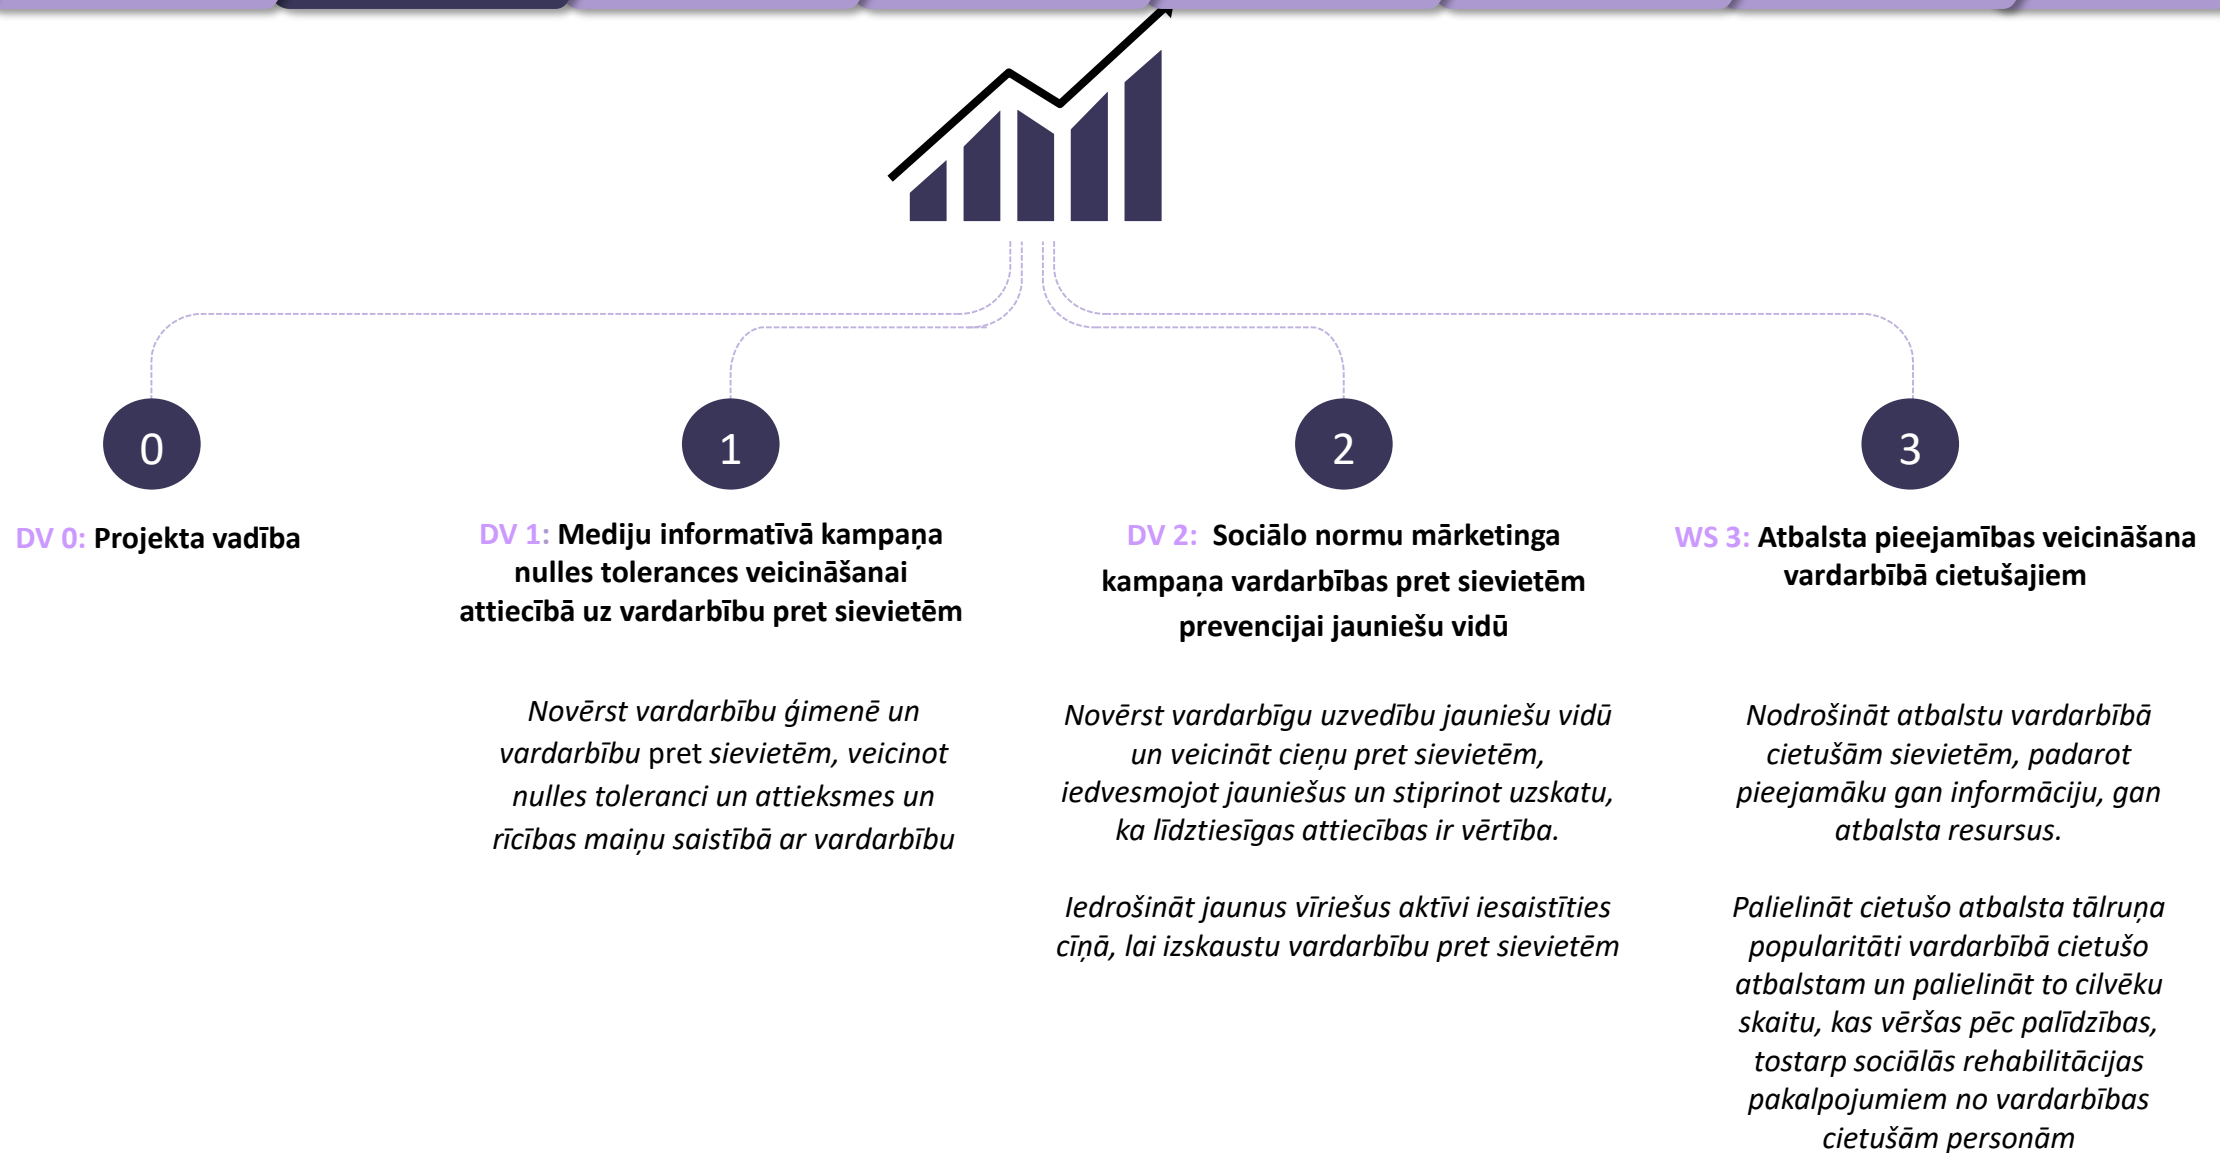 0
DV 0: Projekta vadība
1
DV 1: Mediju informatīvā kampaņa
nulles tolerances veicināšanai
attiecībā uz vardarbību pret sievietēm
Novērst vardarbību ģimenē un
vardarbību pret sievietēm, veicinot
nulles toleranci un attieksmes un
rīcības maiņu saistībā ar vardarbību
2
DV 2: Sociālo normu mārketinga
kampaņa vardarbības pret sievietēm
prevencijai jauniešu vidū
Novērst vardarbīgu uzvedību jauniešu vidū
un veicināt cieņu pret sievietēm,
iedvesmojot jauniešus un stiprinot uzskatu,
ka līdztiesīgas attiecības ir vērtība.
Iedrošināt jaunus vīriešus aktīvi iesaistīties
cīņā, lai izskaustu vardarbību pret sievietēm
3
WS 3: Atbalsta pieejamības veicināšana
vardarbībā cietušajiem
Nodrošināt atbalstu vardarbībā
cietušām sievietēm, padarot
pieejamāku gan informāciju, gan
atbalsta resursus.
Palielināt cietušo atbalsta tālruņa
popularitāti vardarbībā cietušo
atbalstam un palielināt to cilvēku
skaitu, kas vēršas pēc palīdzības,
tostarp sociālās rehabilitācijas
pakalpojumiem no vardarbības
cietušām personām